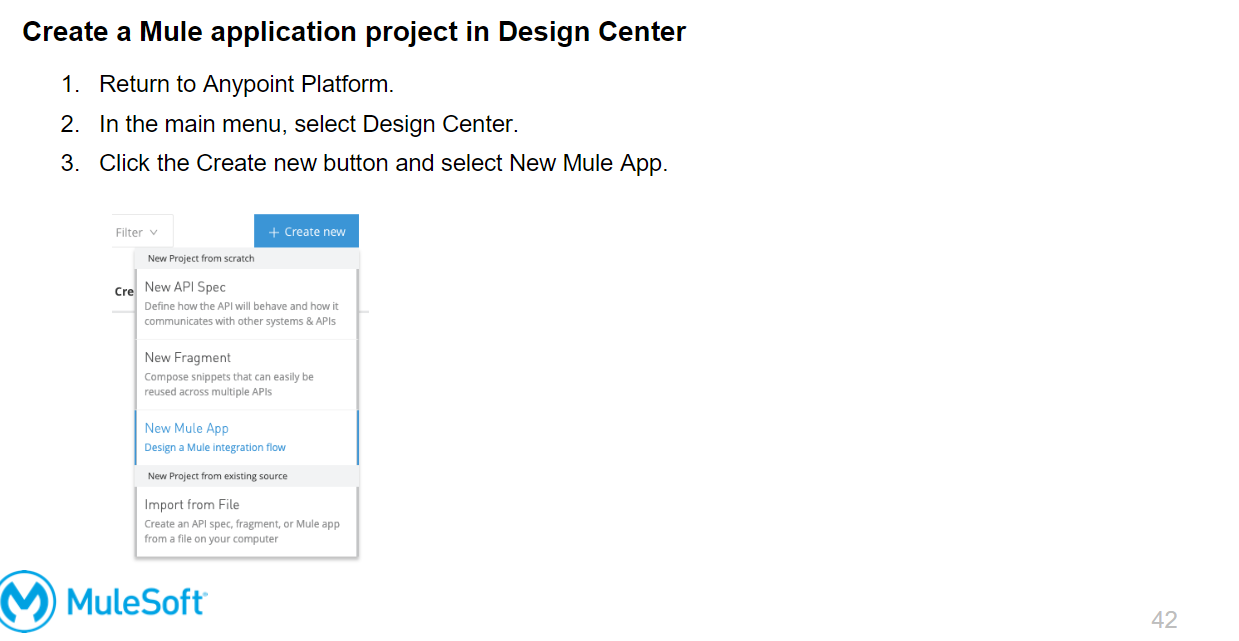 Create a Mule application project in Design Center
1. Return to Anypoint Platform.
2. In the main menu, select Design Center.
3. Click the Create new button and select New Mule App.
Filter
+ Create new
New Project from scratch
Cre
New API Spec
Define how the API will behave and how it
communicates with other systems & APIs
New Fragment
Compose snippets that can easily be
reused across multiple APIs
New Mule App
Design a Mule integration flow
New Project from existing source
Import from File
Create an API spec, fragment, or Mule app
from a file on your computer
MuleSoft
42